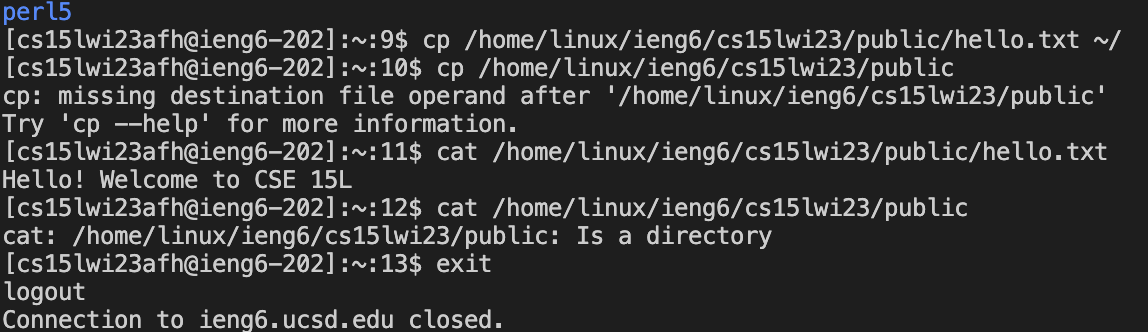 perl5
[cs15lwi23afh@ieng6-202]:~:9$ cp /home/linux/ieng6/cs15lwi23/public/hello.txt ~/
[cs15lwi23afh@ieng6-202]:~:10$ cp /home/linux/ieng6/cs15lwi23/public
cp: missing destination file operand after '/home/linux/ieng6/cs15lwi23/public'
Try 'cp --help' for more information.
[cs15lwi23afh@ieng6-202]:~:11$ cat /home/linux/ieng6/cs15lwi23/public/hello.txt
Hello! Welcome to CSE 15L
[cs15lwi23afh@ieng6-202]:~:12$ cat /home/linux/ieng6/cs15lwi23/public
cat: /home/linux/ieng6/cs15lwi23/public: Is a directory
[cs15lwi23afh@ieng6-202]:~:13$ exit
logout
Connection to ieng6.ucsd.edu closed.